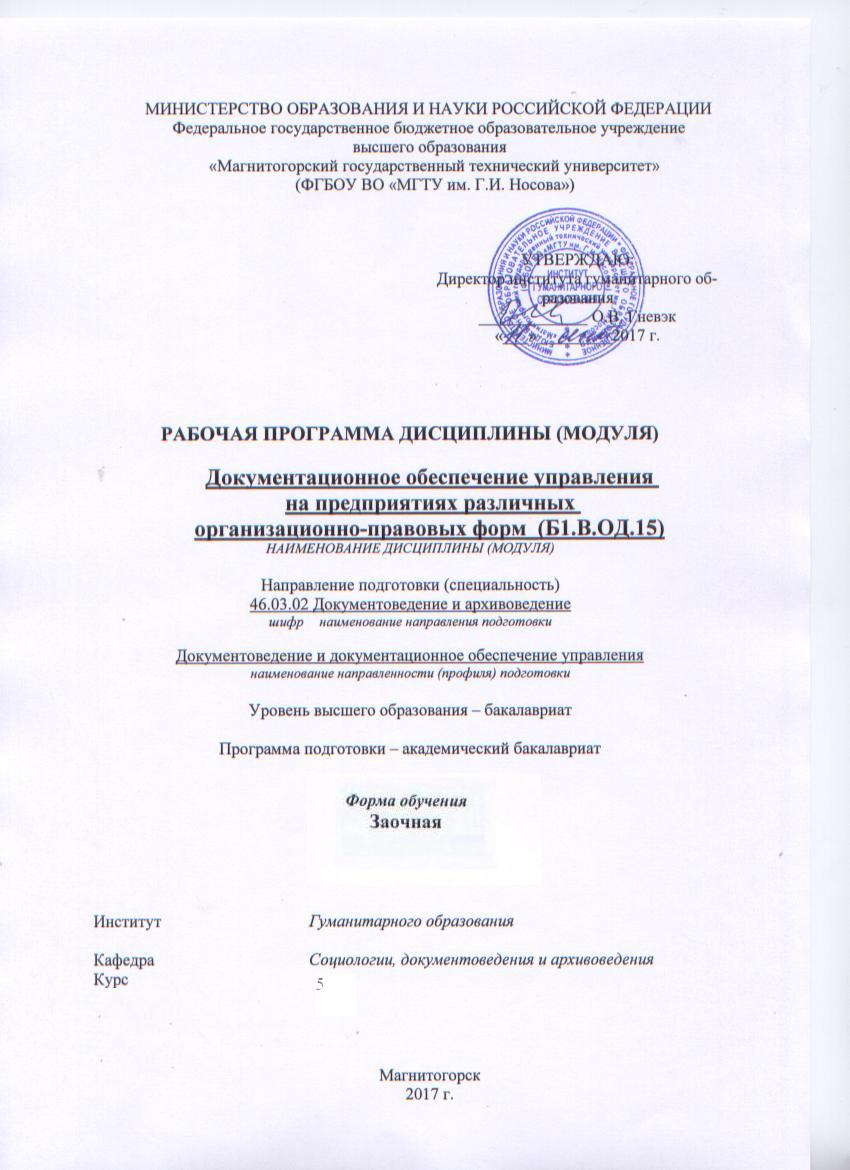 МИНИСТЕРСТВО ОБРАЗОВАНИЯ И НАУКИ РОССИЙСКОЙ ФЕДЕРАЦИИ
Федеральное государственное бюджетное образовательное учреждение
высшего образования
«Магнитогорский государственный технический университет»
(ФГБОУ ВО «МГТУ им. Г.И. Носова»)
УТВЕРЖДАЮ
Директор института гуманитарного об-
разования
О.В. Гневэк
2017 г.
РАБОЧАЯ ПРОГРАММА ДИСЦИПЛИНЫ (МОДУЛЯ)
Документационное обеспечение управления
на предприятиях различных
организационно-правовых форм (Б1.В.ОД.15)
НАИМЕНОВАНИЕ ДИСЦИПЛИНЫ (МОДУЛЯ)
Направление подготовки (специальность)
46.03.02 Документоведение и архивоведение
шифр наименование направления подготовки
Документоведение и документационное обеспечение управления
наименование направленности (профиля) подготовки
Уровень высшего образования – бакалавриат
Программа подготовки – академический бакалавриат
Форма обучения
Заочная
Институт Гуманитарного образования
Кафедра Социологии, документоведения и архивоведения
Курс 5
Магнитогорск
2017 г.